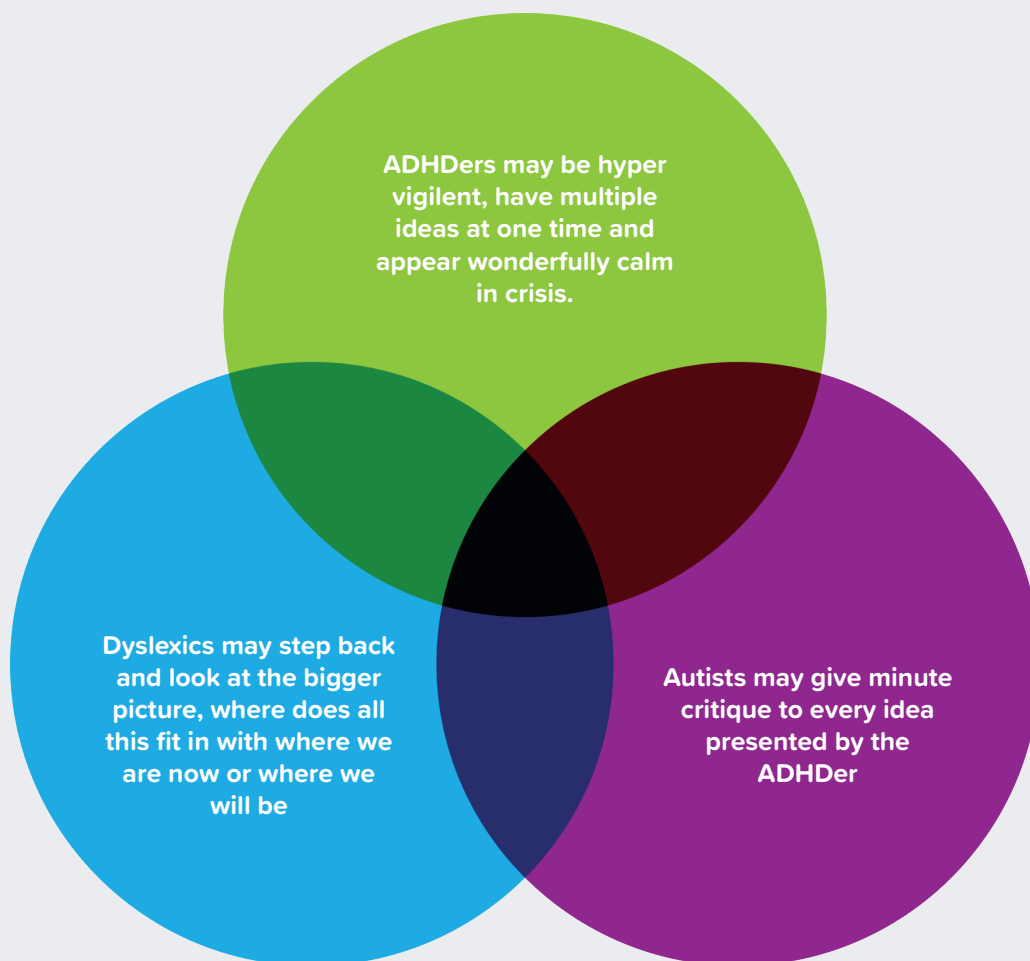 ADHDers may be hyper
vigilent, have multiple
ideas at one time and
appear wonderfully calm
in crisis.
Dyslexics may step back
and look at the bigger
picture, where does all
this fit in with where we
are now or where we
will be
Autists may give minute
critique to every idea
presented by the
ADHDer